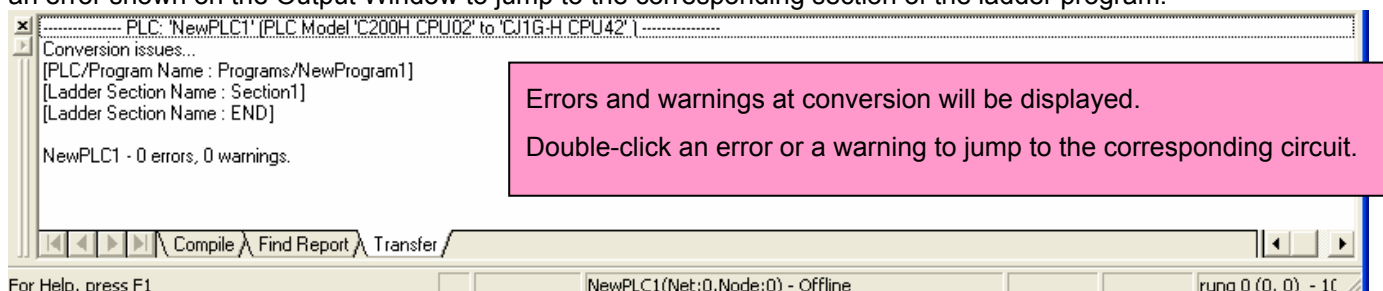 an error shown on the Output Window to jump to the corresponding section of the ladder program.
--------------- PLC: 'NewPLC1' (PLC Model 'C200H CPU02' to 'CJ1G-H CPU42' ) ----------------
Conversion issues...
[PLC/Program Name : Programs/NewProgram1]
[Ladder Section Name : Section1]
[Ladder Section Name : END]
NewPLC1 - 0 errors, 0 warnings.
Errors and warnings at conversion will be displayed.
Double-click an error or a warning to jump to the corresponding circuit.
Compile Find Report Transfer
For Help, press F1 NewPLC1(Net:0,Node:0) - Offline rung 0 (0, 0) - 10